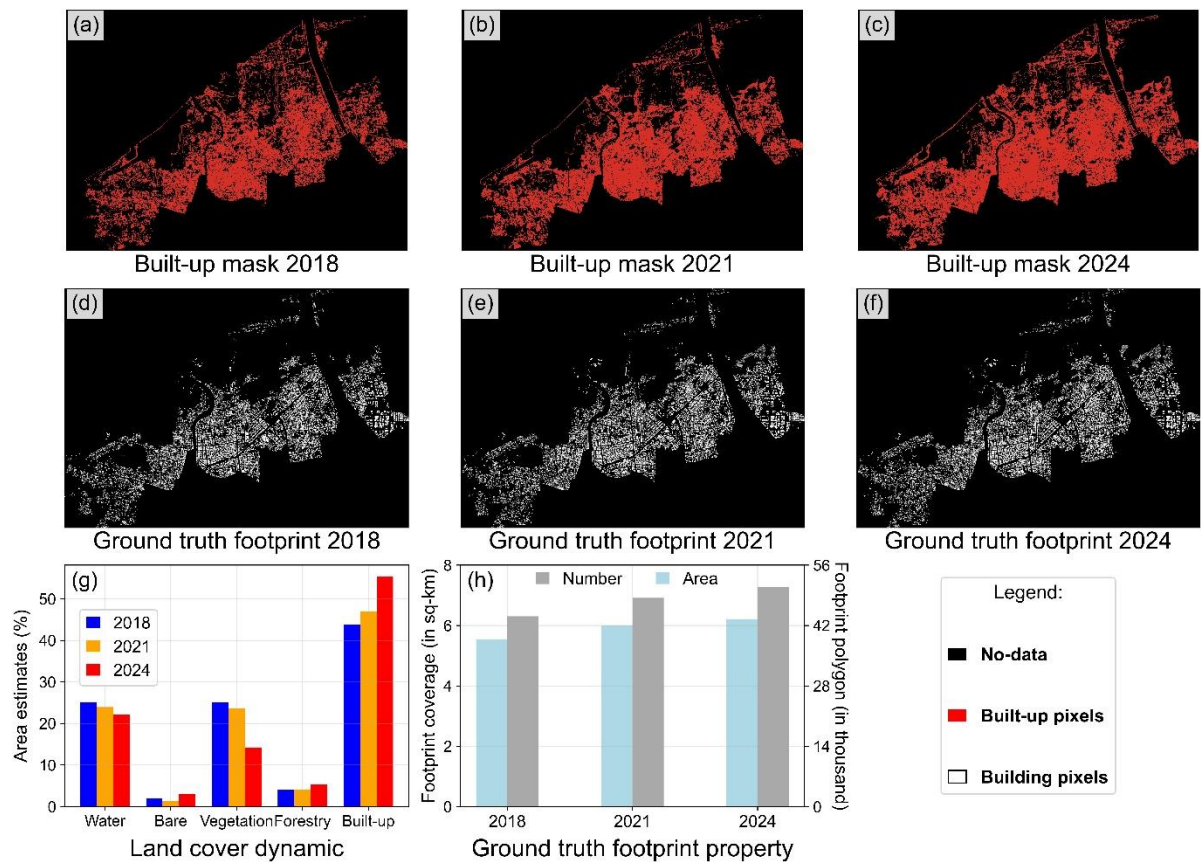 (a)
(b)
(c)
Built-up mask 2018
Built-up mask 2021
Built-up mask 2024
(d)
(e)
(f)
Ground truth footprint 2018
Ground truth footprint 2021
Ground truth footprint 2024
(g)
2018
2021
2024
Area estimates (%)
50
40
30
20
10
0
Water
Bare
Vegetation
Forestry
Built-up
Land cover dynamic
(h)
Number
Area
Footprint coverage (in sq-km)
8
6
4
2
0
Footprint polygon (in thousand)
56
42
28
14
0
2018
2021
2024
Ground truth footprint property
Legend:
No-data
Built-up pixels
Building pixels